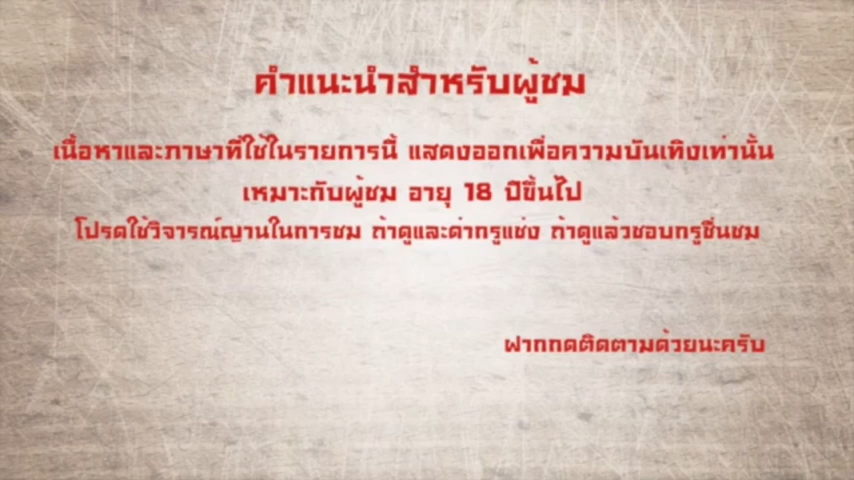 คำแนะนำสำหรับผู้ชม
เนื้อหาและภาษาที่ใช้ในรายการนี้ แสดงออกเพื่อความบันเทิงเท่านั้น
เหมาะกับผู้ชม อายุ 18 ปีขึ้นไป
โปรดใช้วิจารณ์ญานในการชม ถ้าดูและด่ากรูแช่ง ถ้าดูแล้วชอบกรูชื่นชม
ฝากกดติดตามด้วยนะครับ